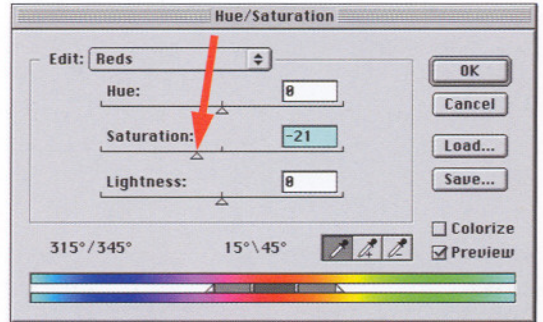 Hue/Saturation
Edit: Reds
Hue: 0
Saturation: -21
Lightness: 0
OK
Cancel
Load...
Save...
Colorize
Preview
315°/345°
15°\45°